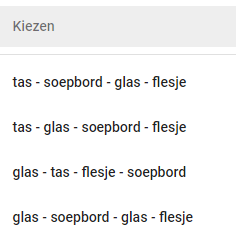 Kiezen
tas - soepbord - glas - flesje
tas - glas - soepbord - flesje
glas - tas - flesje - soepbord
glas - soepbord - glas - flesje